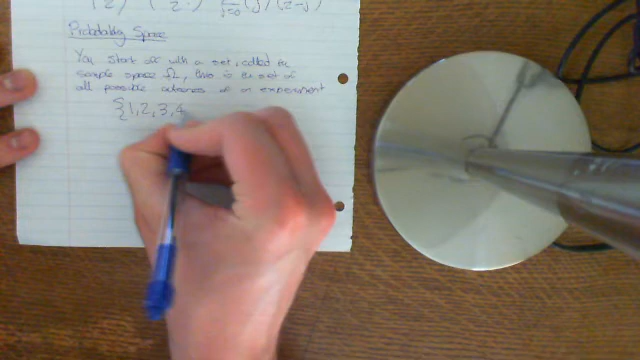 Probability Space
You start off with a set, called the
sample space Ω, this is the set of
all possible outcomes of an experiment
{1,2,3,4